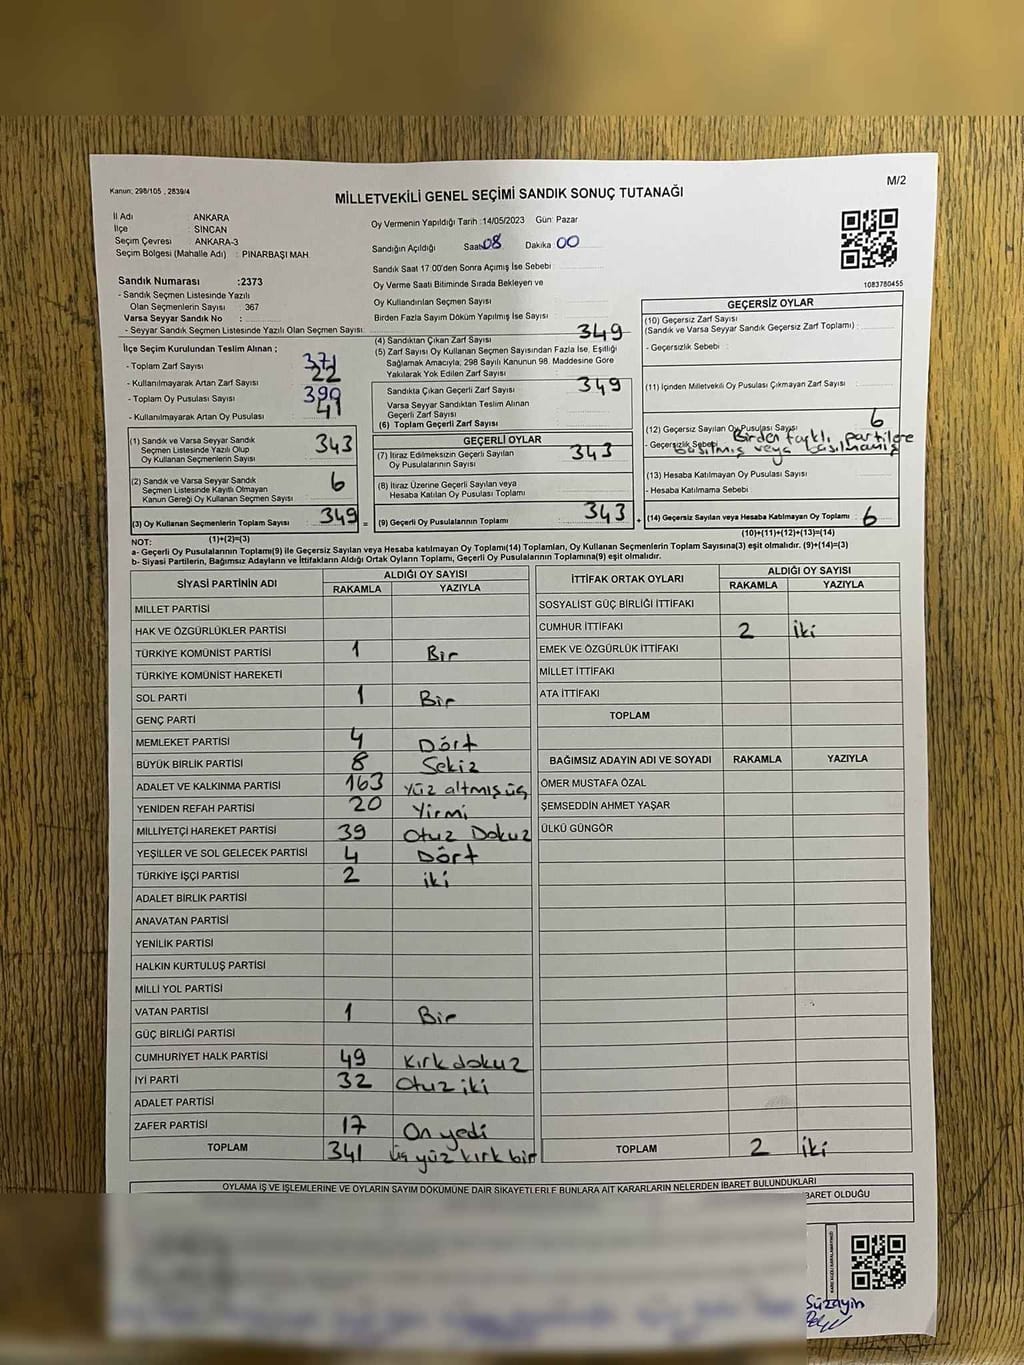 Kanun; 298/105 , 2839/4
M/2
MİLLETVEKİLİ GENEL SEÇİMİ SANDIK SONUÇ TUTANAĞI
İl Adı : ANKARA
İlçe : SİNCAN
Seçim Çevresi : ANKARA-3
Seçim Bölgesi (Mahalle Adı) : PINARBAŞI MAH.
Oy Vermenin Yapıldığı Tarih :14/05/2023 Gün: Pazar
Sandığın Açıldığı Saat 08 Dakika 00
Sandık Saat 17:00'den Sonra Açılmış İse Sebebi :
Oy Verme Saati Bitiminde Sırada Bekleyen ve
Oy Kullandırılan Seçmen Sayısı
Birden Fazla Sayım Döküm Yapılmış İse Sayısı :
1083780455
Sandık Numarası :2373
- Sandık Seçmen Listesinde Yazılı
Olan Seçmenlerin Sayısı : 367
Varsa Seyyar Sandık No :
- Seyyar Sandık Seçmen Listesinde Yazılı Olan Seçmen Sayısı:
İlçe Seçim Kurulundan Teslim Alınan ;
- Toplam Zarf Sayısı 371
- Kullanılmayarak Artan Zarf Sayısı 22
- Toplam Oy Pusulası Sayısı 390
- Kullanılmayarak Artan Oy Pusulası 41
(1) Sandık ve Varsa Seyyar Sandık
Seçmen Listesinde Yazılı Olup
Oy Kullanan Seçmenlerin Sayısı 343
(2) Sandık ve Varsa Seyyar Sandık
Seçmen Listesinde Kayıtlı Olmayan
Kanun Gereği Oy Kullanan Seçmen Sayısı 6
(3) Oy Kullanan Seçmenlerin Toplam Sayısı 349 =
(1)+(2)=(3)
(4) Sandıktan Çıkan Zarf Sayısı 349
(5) Zarf Sayısı Oy Kullanan Seçmen Sayısından Fazla İse, Eşitliği
Sağlamak Amacıyla; 298 Sayılı Kanunun 98. Maddesine Göre
Yakılarak Yok Edilen Zarf Sayısı
Sandıkta Çıkan Geçerli Zarf Sayısı 349
Varsa Seyyar Sandıktan Teslim Alınan
Geçerli Zarf Sayısı
(6) Toplam Geçerli Zarf Sayısı
GEÇERLİ OYLAR
(7) İtiraz Edilmeksizin Geçerli Sayılan
Oy Pusulalarının Sayısı 343
(8) İtiraz Üzerine Geçerli Sayılan veya
Hesaba Katılan Oy Pusulası Toplamı
(9) Geçerli Oy Pusulalarının Toplamı 343 +
GEÇERSİZ OYLAR
(10) Geçersiz Zarf Sayısı
(Sandık ve Varsa Seyyar Sandık Geçersiz Zarf Toplamı) :
- Geçersizlik Sebebi :
(11) İçinden Milletvekili Oy Pusulası Çıkmayan Zarf Sayısı
(12) Geçersiz Sayılan Oy Pusulası Sayısı 6
- Geçersizlik Sebebi Birden farklı partilere
basılmış veya basılmamış
(13) Hesaba Katılmayan Oy Pusulası Sayısı
- Hesaba Katılmama Sebebi
(14) Geçersiz Sayılan veya Hesaba Katılmayan Oy Toplamı 6
(10)+(11)+(12)+(13)=(14)
NOT:
a- Geçerli Oy Pusulalarının Toplamı(9) ile Geçersiz Sayılan veya Hesaba katılmayan Oy Toplamı(14) Toplamları, Oy Kullanan Seçmenlerin Toplam Sayısına(3) eşit olmalıdır. (9)+(14)=(3)
b- Siyasi Partilerin, Bağımsız Adayların ve İttifakların Aldığı Ortak Oyların Toplamı, Geçerli Oy Pusulalarının Toplamına(9) eşit olmalıdır.
SİYASİ PARTİNİN ADI ALDIĞI OY SAYISI
RAKAMLA YAZIYLA
MİLLET PARTİSİ
HAK VE ÖZGÜRLÜKLER PARTİSİ
TÜRKİYE KOMÜNİST PARTİSİ 1 Bir
TÜRKİYE KOMÜNİST HAREKETİ
SOL PARTİ 1 Bir
GENÇ PARTİ
MEMLEKET PARTİSİ 4 Dört
BÜYÜK BİRLİK PARTİSİ 8 Sekiz
ADALET VE KALKINMA PARTİSİ 163 Yüz altmış üç
YENİDEN REFAH PARTİSİ 20 Yirmi
MİLLİYETÇİ HAREKET PARTİSİ 39 Otuz Dokuz
YEŞİLLER VE SOL GELECEK PARTİSİ 4 Dört
TÜRKİYE İŞÇİ PARTİSİ 2 iki
ADALET BİRLİK PARTİSİ
ANAVATAN PARTİSİ
YENİLİK PARTİSİ
HALKIN KURTULUŞ PARTİSİ
MİLLİ YOL PARTİSİ
VATAN PARTİSİ 1 Bir
GÜÇ BİRLİĞİ PARTİSİ
CUMHURİYET HALK PARTİSİ 49 Kırk dokuz
İYİ PARTİ 32 Otuz iki
ADALET PARTİSİ
ZAFER PARTİSİ 17 On yedi
TOPLAM 341 üç yüz kırk bir
İTTİFAK ORTAK OYLARI ALDIĞI OY SAYISI
RAKAMLA YAZIYLA
SOSYALİST GÜÇ BİRLİĞİ İTTİFAKI
CUMHUR İTTİFAKI 2 iki
EMEK VE ÖZGÜRLÜK İTTİFAKI
MİLLET İTTİFAKI
ATA İTTİFAKI
TOPLAM
BAĞIMSIZ ADAYIN ADI VE SOYADI RAKAMLA YAZIYLA
ÖMER MUSTAFA ÖZAL
ŞEMSEDDİN AHMET YAŞAR
ÜLKÜ GÜNGÖR
TOPLAM 2 iki
OYLAMA İŞ VE İŞLEMLERİNE VE OYLARIN SAYIM DÖKÜMÜNE DAİR ŞİKAYETLERLE BUNLARA AİT KARARLARIN NELERDEN İBARET BULUNDUKLARI
BARET OLDUĞU